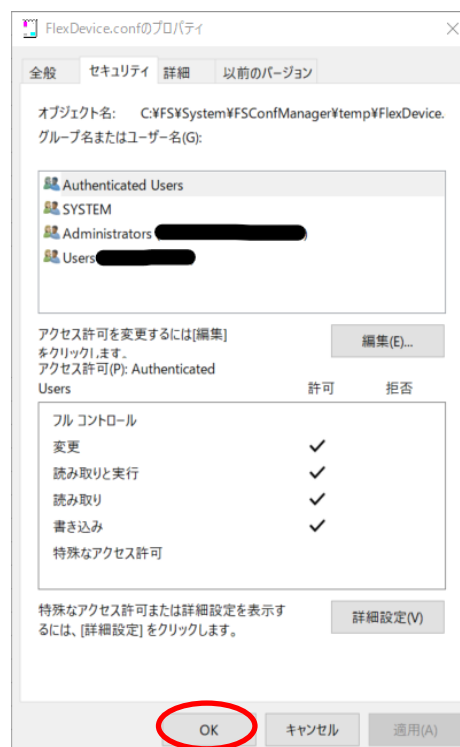 FlexDevice.confのプロパティ
全般 セキュリティ 詳細 以前のバージョン
オブジェクト名: C:¥FS¥System¥FSConfManager¥temp¥FlexDevice.
グループ名またはユーザー名(G):
Authenticated Users
SYSTEM
Administrators
Users
アクセス許可を変更するには[編集]
をクリックします。
編集(E)...
アクセス許可(P): Authenticated
Users 許可 拒否
フル コントロール
変更
読み取りと実行
読み取り
書き込み
特殊なアクセス許可
特殊なアクセス許可または詳細設定を表示す
るには、[詳細設定] をクリックします。
詳細設定(V)
OK キャンセル 適用(A)